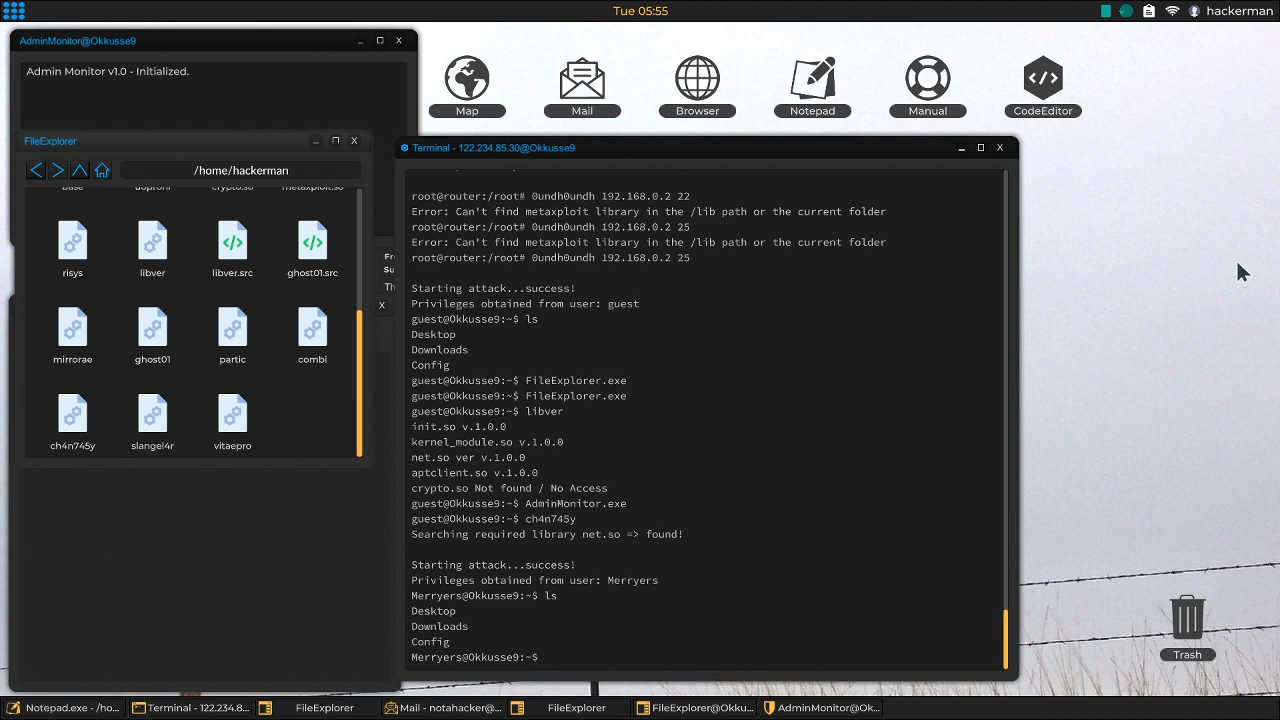 Tue 05:55
hackerman
AdminMonitor@Okkusse9
Admin Monitor v1.0 - Initialized.
Map
Mail
Browser
Notepad
Manual
CodeEditor
FileExplorer
/home/hackerman
crypto.so
metaxploit.so
risys
libver
libver.src
ghost01.src
mirrorae
ghost01
partic
combi
ch4n745y
slangel4r
vitaepro
Terminal - 122.234.85.30@Okkusse9
root@router:/root# 0undh0undh 192.168.0.2 22
Error: Can't find metaxploit library in the /lib path or the current folder
root@router:/root# 0undh0undh 192.168.0.2 25
Error: Can't find metaxploit library in the /lib path or the current folder
root@router:/root# 0undh0undh 192.168.0.2 25
Starting attack...success!
Privileges obtained from user: guest
guest@Okkusse9:~$ ls
Desktop
Downloads
Config
guest@Okkusse9:~$ FileExplorer.exe
guest@Okkusse9:~$ FileExplorer.exe
guest@Okkusse9:~$ libver
init.so v.1.0.0
kernel_module.so v.1.0.0
net.so ver v.1.0.0
aptclient.so v.1.0.0
crypto.so Not found / No Access
guest@Okkusse9:~$ AdminMonitor.exe
guest@Okkusse9:~$ ch4n745y
Searching required library net.so => found!
Starting attack...success!
Privileges obtained from user: Merryers
Merryers@Okkusse9:~$ ls
Desktop
Downloads
Config
Merryers@Okkusse9:~$
Trash
Notepad.exe - /ho...
Terminal - 122.234.8...
FileExplorer
Mail - notahacker@...
FileExplorer
FileExplorer@Okku...
AdminMonitor@Ok...